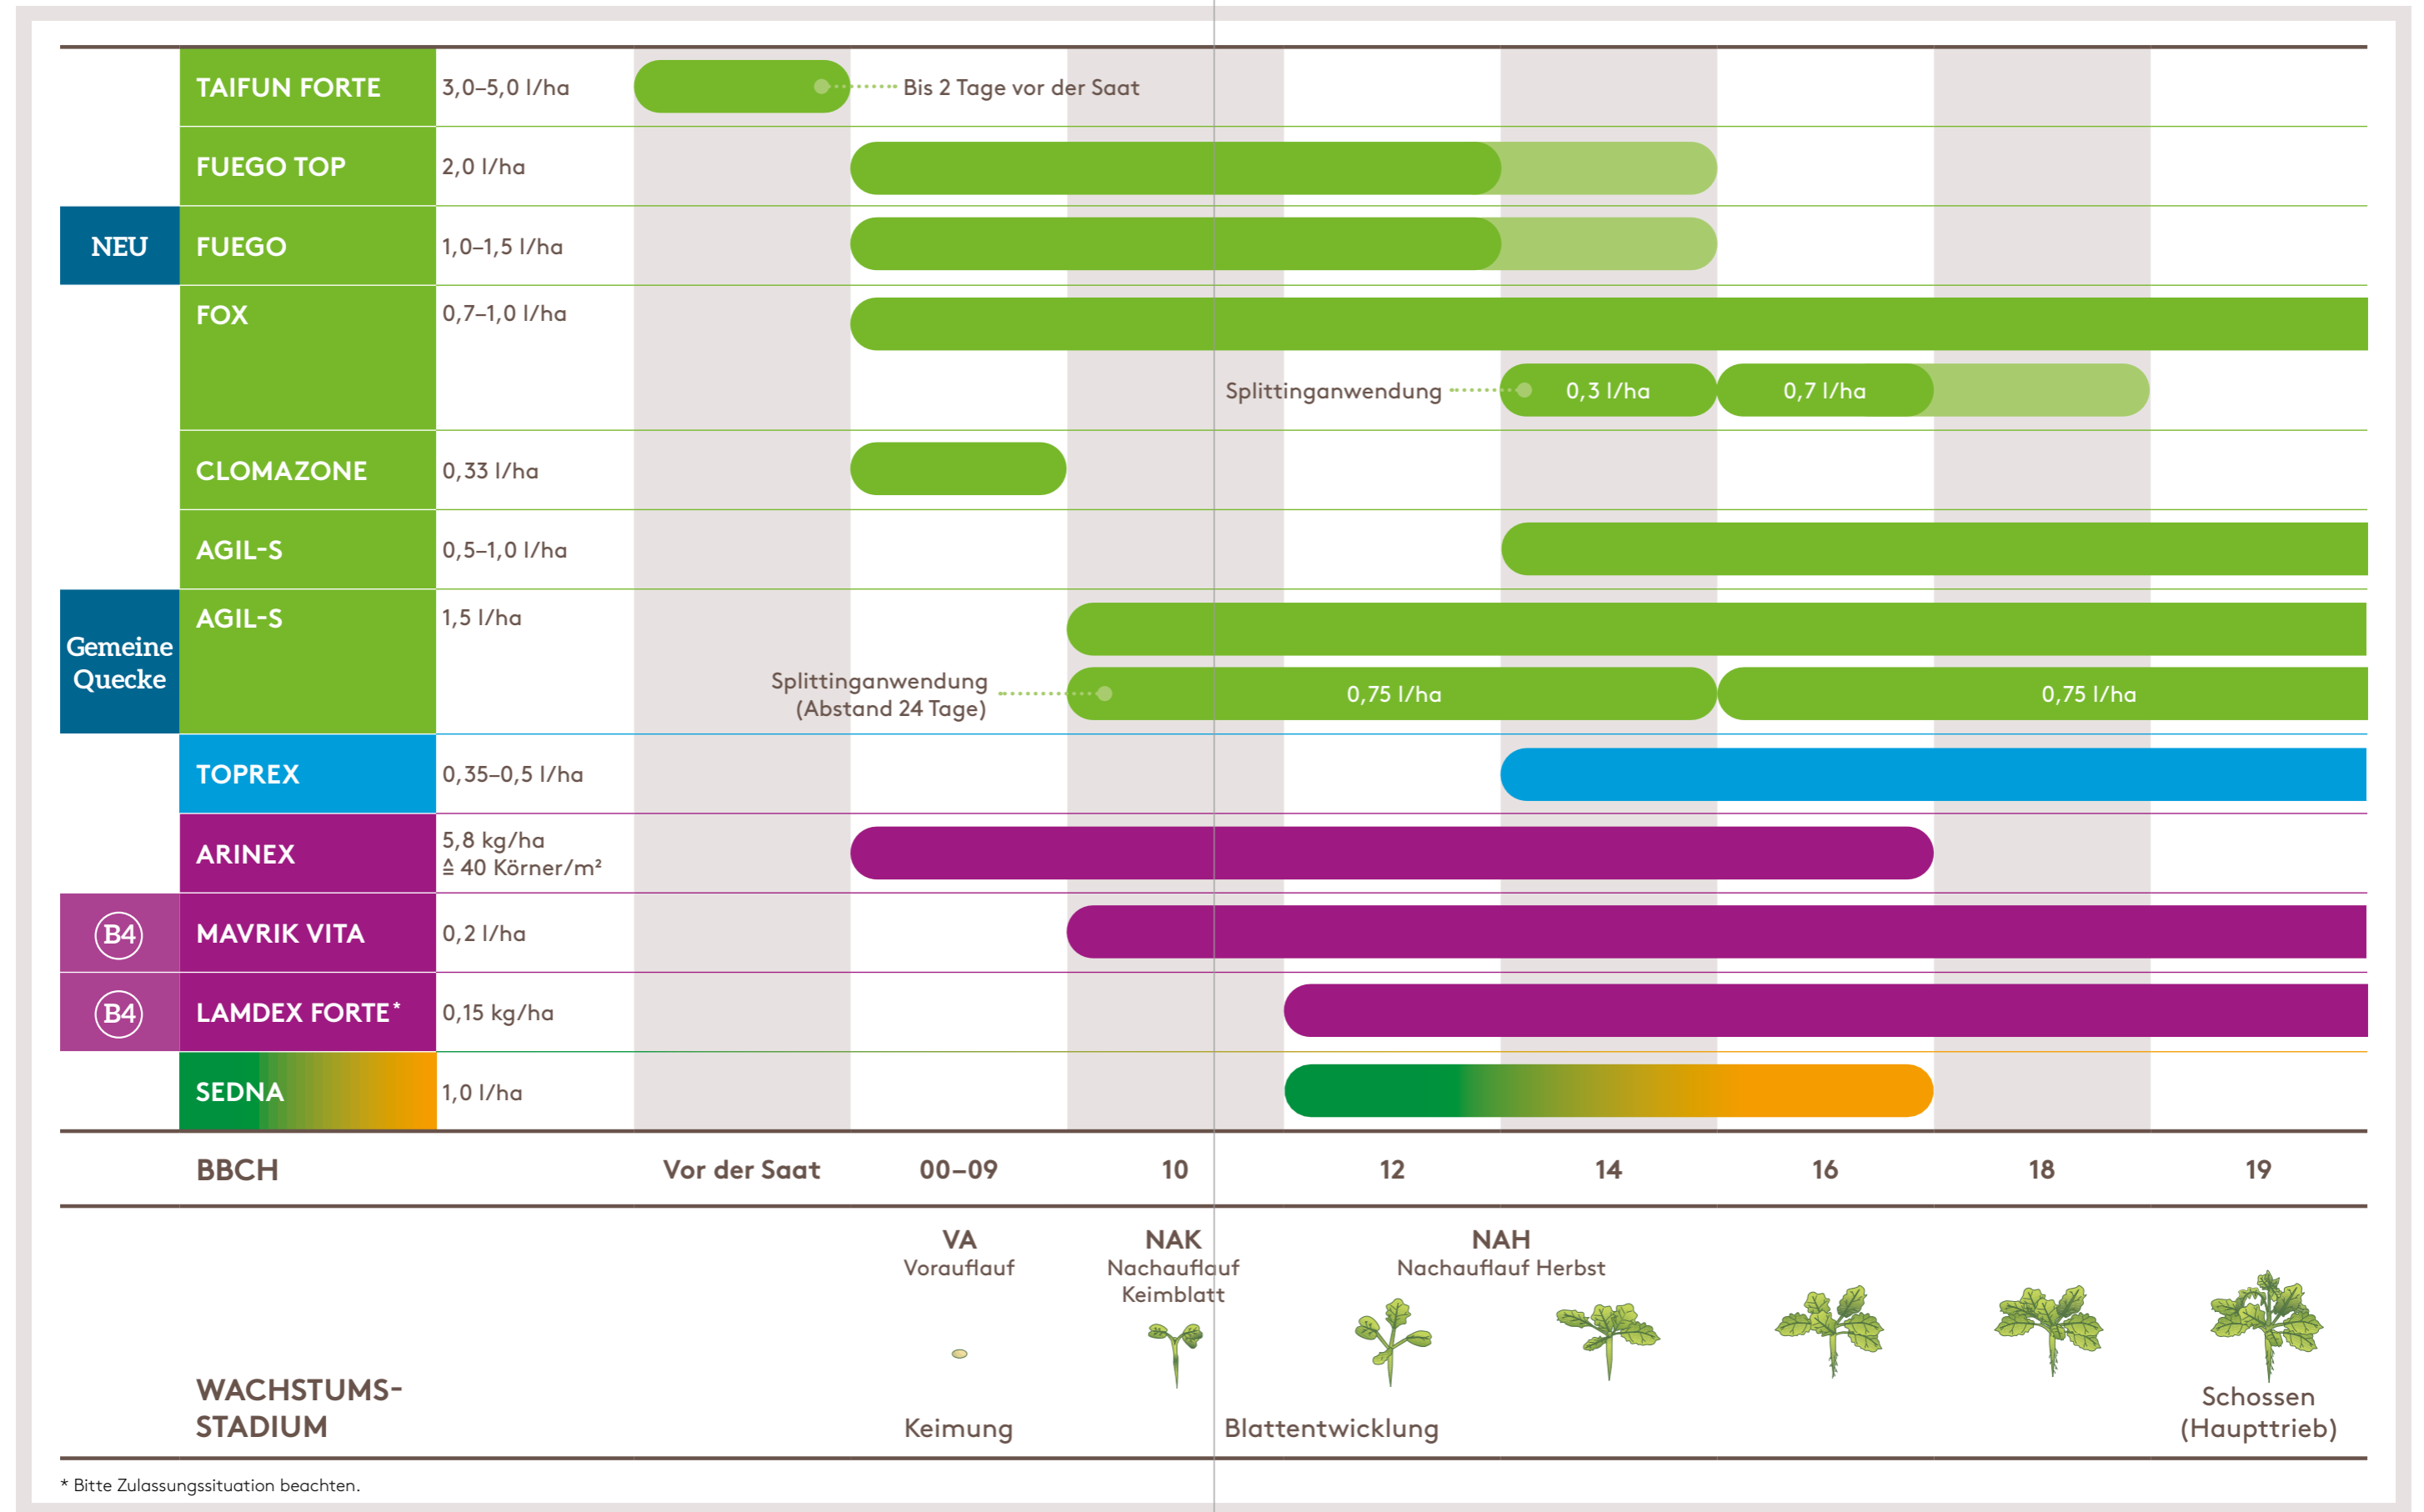 TAIFUN FORTE 3,0–5,0 l/ha Bis 2 Tage vor der Saat
FUEGO TOP 2,0 l/ha
NEU FUEGO 1,0–1,5 l/ha
FOX 0,7–1,0 l/ha
Splittinganwendung 0,3 l/ha 0,7 l/ha
CLOMAZONE 0,33 l/ha
AGIL-S 0,5–1,0 l/ha
Gemeine
Quecke
AGIL-S 1,5 l/ha
Splittinganwendung
(Abstand 24 Tage)
0,75 l/ha 0,75 l/ha
TOPREX 0,35–0,5 l/ha
ARINEX 5,8 kg/ha
≙ 40 Körner/m²
B4 MAVRIK VITA 0,2 l/ha
B4 LAMDEX FORTE* 0,15 kg/ha
SEDNA 1,0 l/ha
BBCH Vor der Saat 00–09 10 12 14 16 18 19
VA
Vorauflauf
NAK
Nachauflauf
Keimblatt
NAH
Nachauflauf Herbst
WACHSTUMS-
STADIUM
Keimung
Blattentwicklung
Schossen
(Haupttrieb)
* Bitte Zulassungssituation beachten.